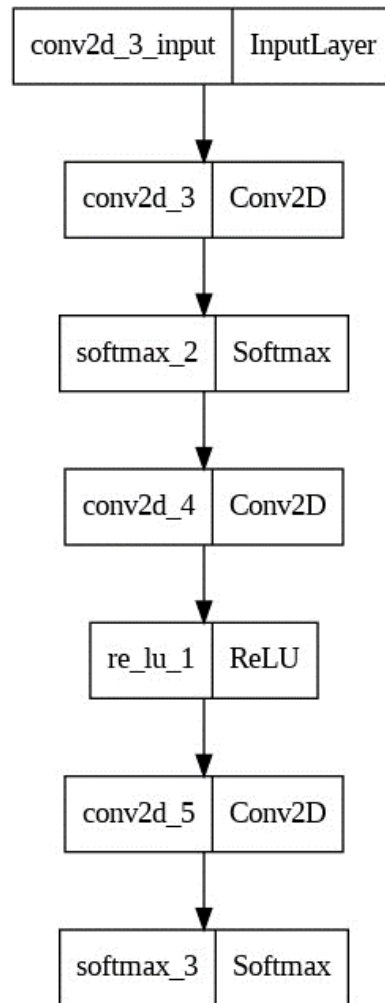 conv2d_3_input InputLayer
conv2d_3 Conv2D
softmax_2 Softmax
conv2d_4 Conv2D
re_lu_1 ReLU
conv2d_5 Conv2D
softmax_3 Softmax